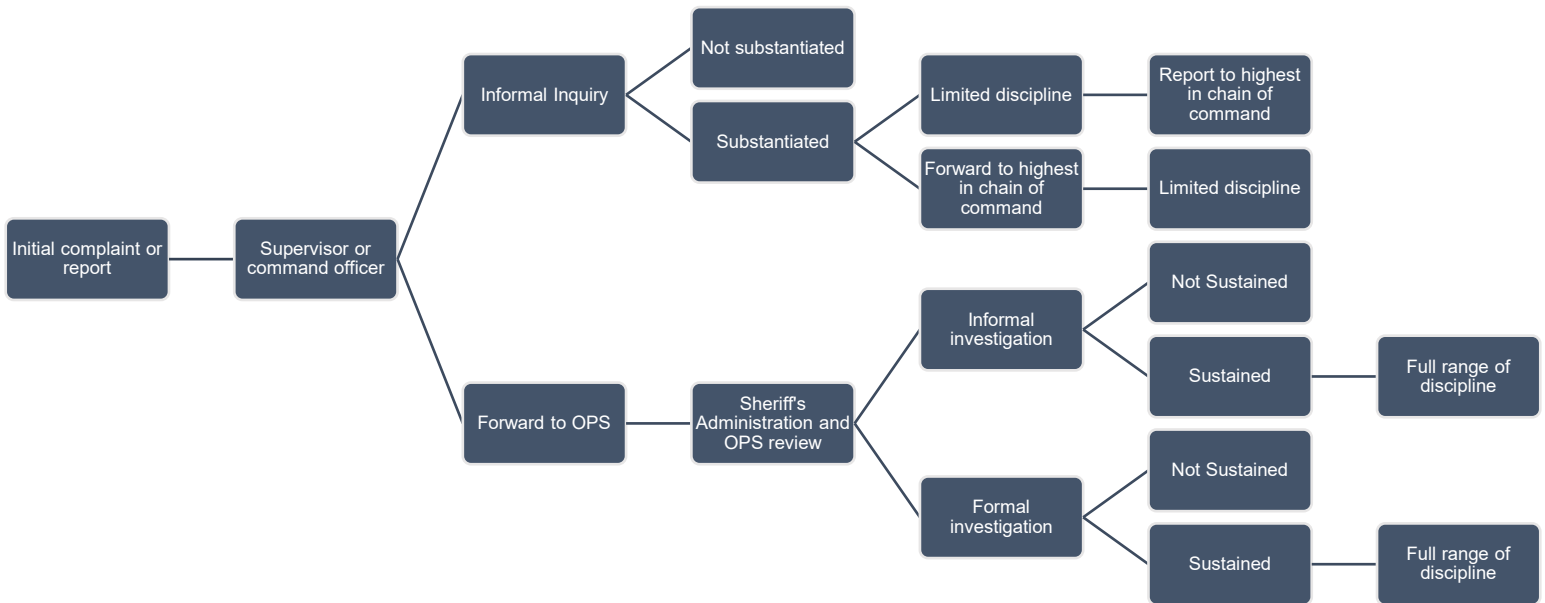 Initial complaint or
report
Supervisor or
command officer
Informal Inquiry
Not substantiated
Substantiated
Limited discipline
Report to highest
in chain of
command
Forward to highest
in chain of
command
Limited discipline
Forward to OPS
Sheriff's
Administration and
OPS review
Informal
investigation
Not Sustained
Sustained
Full range of
discipline
Formal
investigation
Not Sustained
Sustained
Full range of
discipline